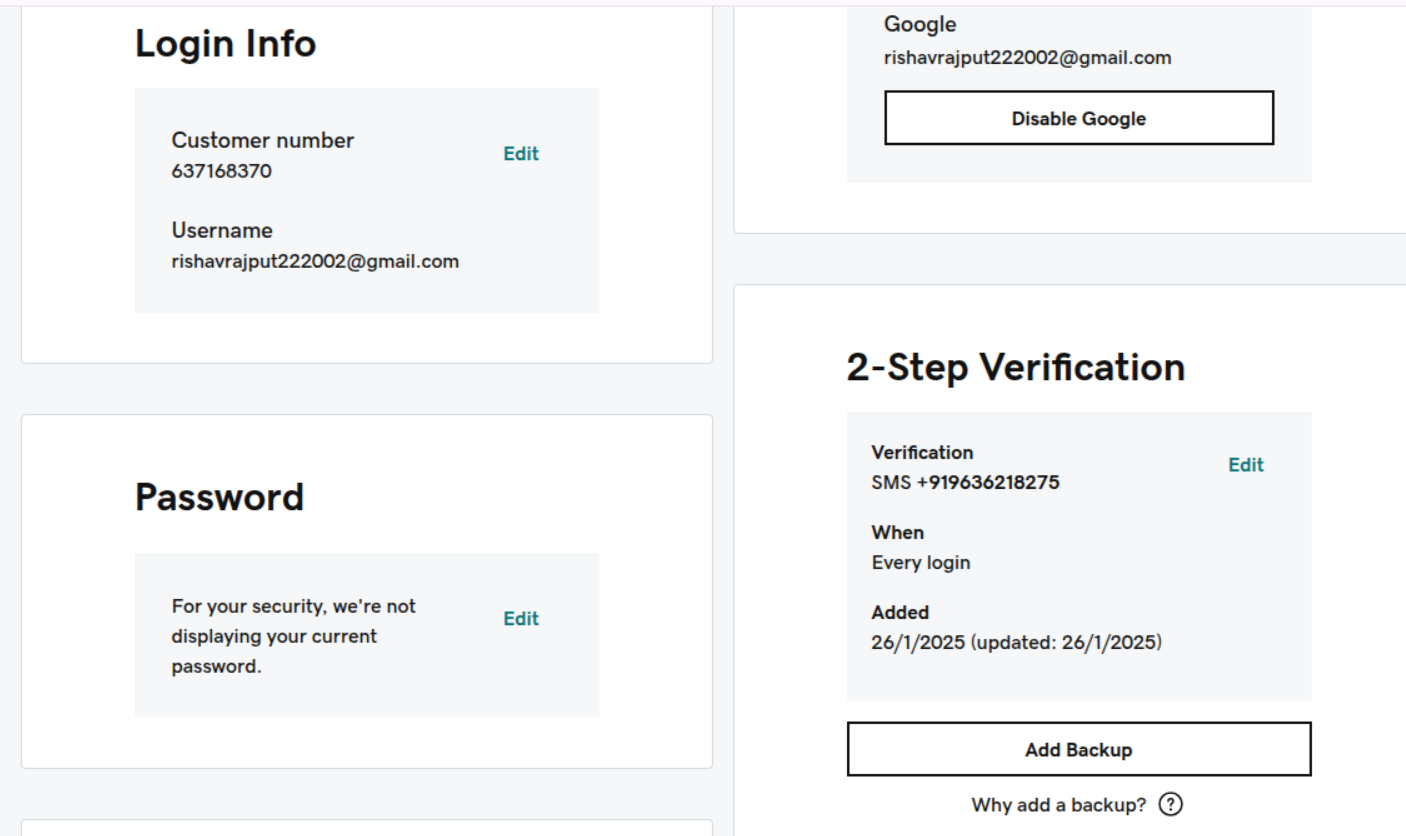 Login Info
Customer number
637168370
Edit
Username
rishavrajput222002@gmail.com
Password
For your security, we're not
displaying your current
password.
Edit
Google
rishavrajput222002@gmail.com
Disable Google
2-Step Verification
Verification
SMS +919636218275
Edit
When
Every login
Added
26/1/2025 (updated: 26/1/2025)
Add Backup
Why add a backup? ?